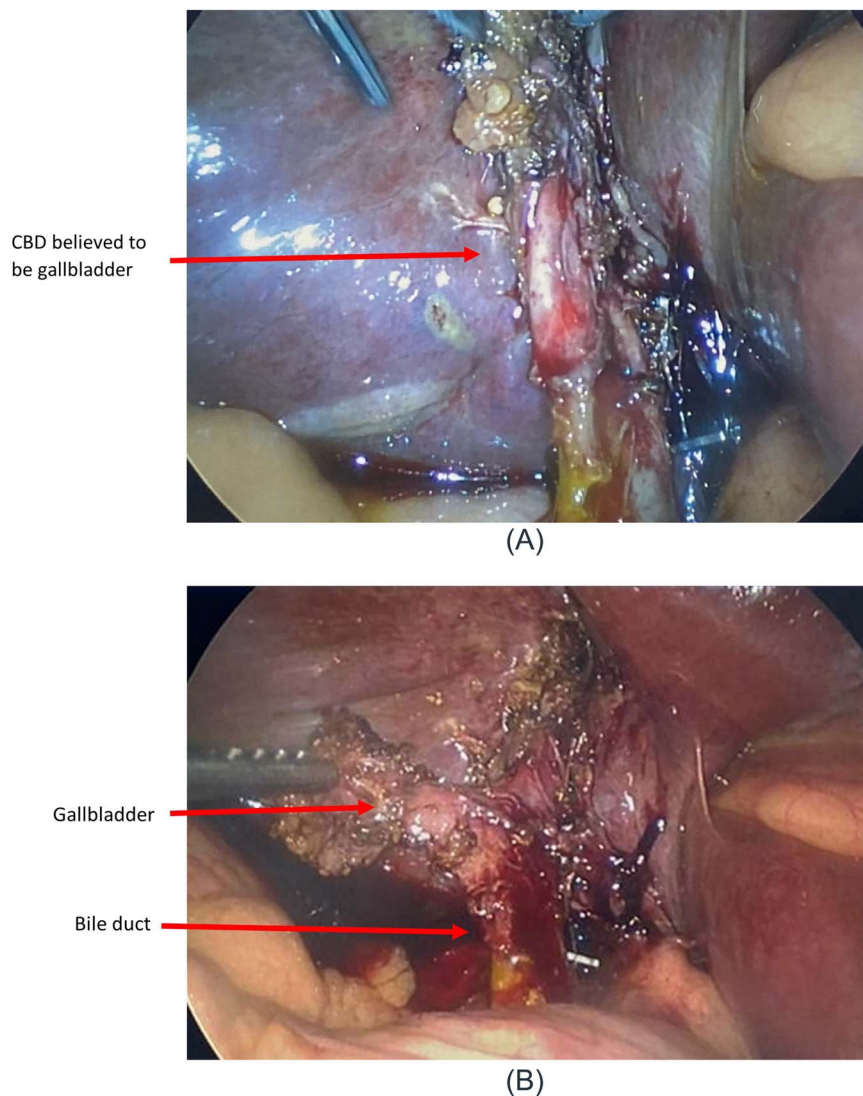 CBD believed to
be gallbladder
(A)
Gallbladder
Bile duct
(B)